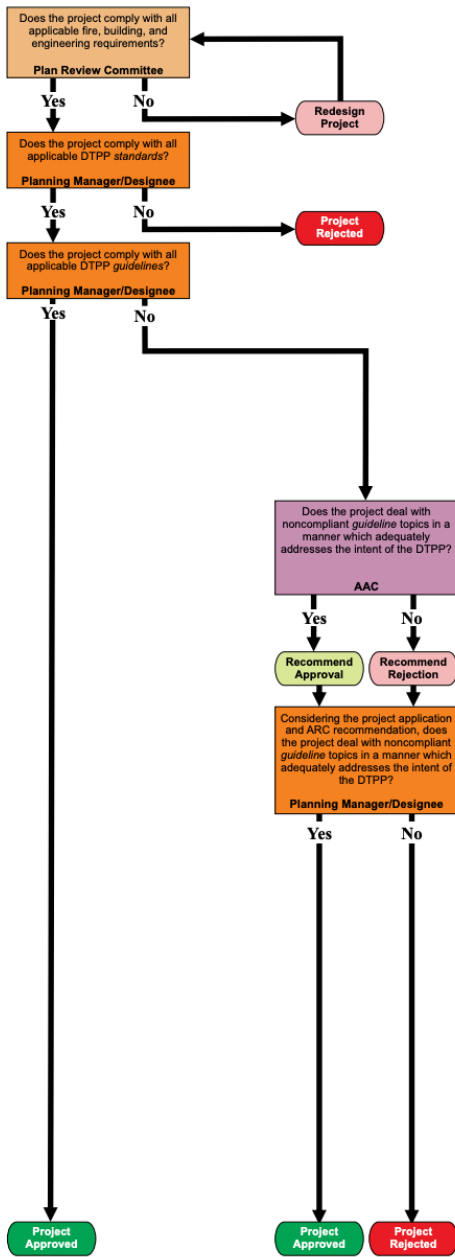 Does the project comply with all
applicable fire, building, and
engineering requirements?
Plan Review Committee
Yes
No
Redesign
Project
Does the project comply with all
applicable DTPP standards?
Planning Manager/Designee
Yes
No
Project
Rejected
Does the project comply with all
applicable DTPP guidelines?
Planning Manager/Designee
Yes
No
Does the project deal with
noncompliant guideline topics in a
manner which adequately
addresses the intent of the DTPP?
AAC
Yes
No
Recommend
Approval
Recommend
Rejection
Considering the project application
and ARC recommendation, does
the project deal with noncompliant
guideline topics in a manner which
adequately addresses the intent of
the DTPP?
Planning Manager/Designee
Yes
No
Project
Approved
Project
Approved
Project
Rejected